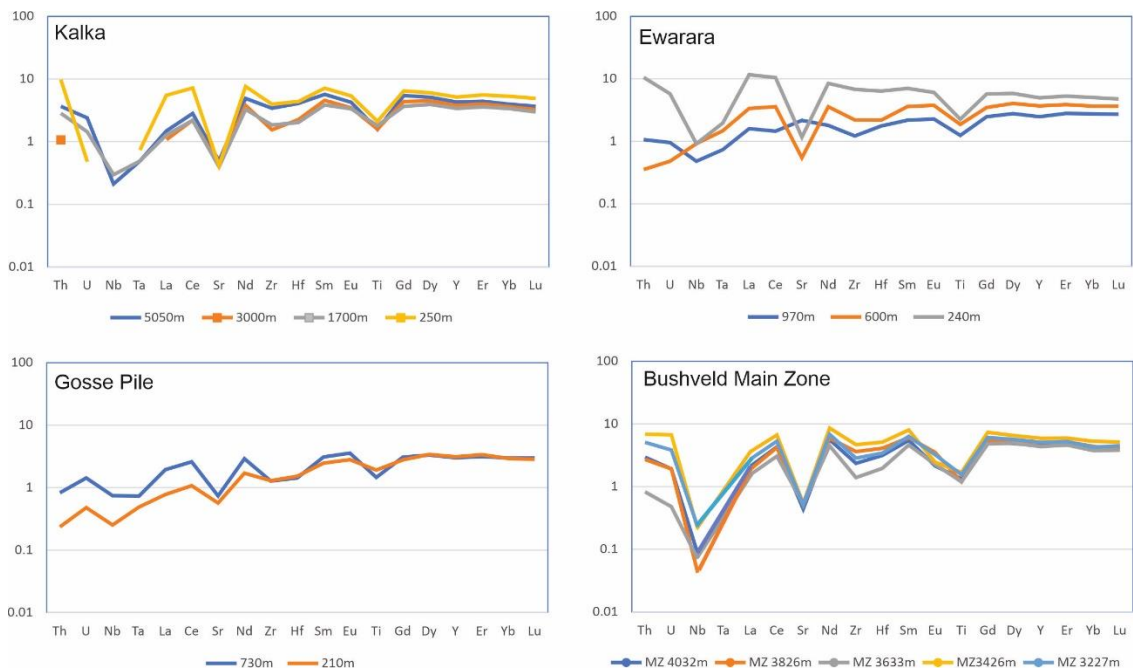 Kalka
100
10
1
0.1
0.01
Th U Nb Ta La Ce Sr Nd Zr Hf Sm Eu Ti Gd Dy Y Er Yb Lu
5050m 3000m 1700m 250m
Ewarara
100
10
1
0.1
0.01
Th U Nb Ta La Ce Sr Nd Zr Hf Sm Eu Ti Gd Dy Y Er Yb Lu
970m 600m 240m
Gosse Pile
100
10
1
0.1
0.01
Th U Nb Ta La Ce Sr Nd Zr Hf Sm Eu Ti Gd Dy Y Er Yb Lu
730m 210m
Bushveld Main Zone
100
10
1
0.1
0.01
Th U Nb Ta La Ce Sr Nd Zr Hf Sm Eu Ti Gd Dy Y Er Yb Lu
MZ 4032m MZ 3826m MZ 3633m MZ3426m MZ 3227m